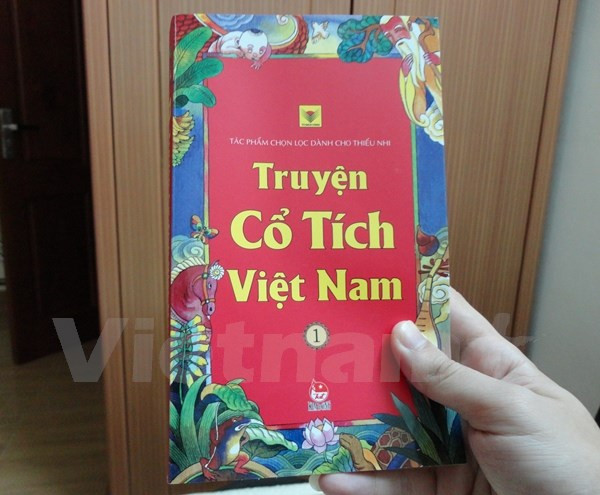 TÁC PHẨM CHỌN LỌC DÀNH CHO THIẾU NHI
Truyện
Cổ Tích
Việt Nam
1
Vietnam